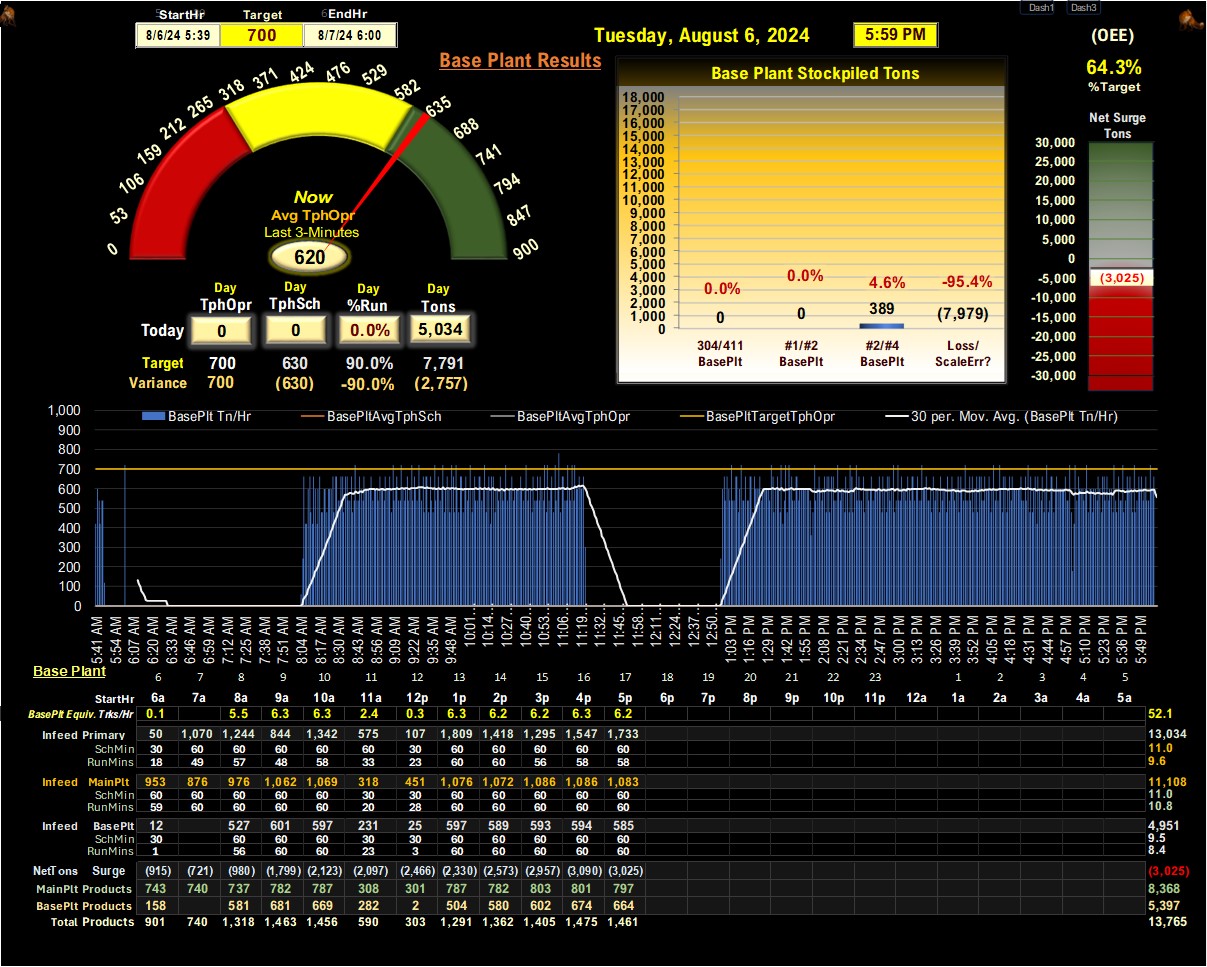 Dash1 Dash3
StartHr Target EndHr
8/6/24 5:39 700 8/7/24 6:00
Tuesday, August 6, 2024 5:59 PM
Base Plant Results
(OEE)
64.3%
%Target
0 53 106 159 212 265 318 371 424 476 529 582 635 688 741 794 847 900
Now
Avg TphOpr
Last 3-Minutes
620
Day Day Day Day
TphOpr TphSch %Run Tons
Today 0 0 0.0% 5,034
Target 700 630 90.0% 7,791
Variance 700 (630) -90.0% (2,757)
Base Plant Stockpiled Tons
18,000
17,000
16,000
15,000
14,000
13,000
12,000
11,000
10,000
9,000
8,000
7,000
6,000
5,000
4,000
3,000
2,000
1,000
0
0.0% 0.0% 4.6% -95.4%
0 0 389 (7,979)
304/411 #1/#2 #2/#4 Loss/
BasePlt BasePlt BasePlt ScaleErr?
Net Surge
Tons
30,000
25,000
20,000
15,000
10,000
5,000
0
-5,000
-10,000
-15,000
-20,000
-25,000
-30,000
(3,025)
BasePlt Tn/Hr BasePltAvgTphSch BasePltAvgTphOpr BasePltTargetTphOpr 30 per. Mov. Avg. (BasePlt Tn/Hr)
1,000
900
800
700
600
500
400
300
200
100
0
5:41 AM 5:54 AM 6:07 AM 6:20 AM 6:33 AM 6:46 AM 6:59 AM 7:12 AM 7:25 AM 7:38 AM 7:51 AM 8:04 AM 8:17 AM 8:30 AM 8:43 AM 8:56 AM 9:09 AM 9:22 AM 9:35 AM 9:48 AM 10:01... 10:14... 10:27... 10:40... 10:53... 11:06... 11:19... 11:32... 11:45... 11:58... 12:11... 12:24... 12:37... 12:50... 1:03 PM 1:16 PM 1:29 PM 1:42 PM 1:55 PM 2:08 PM 2:21 PM 2:34 PM 2:47 PM 3:00 PM 3:13 PM 3:26 PM 3:39 PM 3:52 PM 4:05 PM 4:18 PM 4:31 PM 4:44 PM 4:57 PM 5:10 PM 5:23 PM 5:36 PM 5:49 PM
Base Plant
6 7 8 9 10 11 12 13 14 15 16 17 18 19 20 21 22 23 1 2 3 4 5
StartHr 6a 7a 8a 9a 10a 11a 12p 1p 2p 3p 4p 5p 6p 7p 8p 9p 10p 11p 12a 1a 2a 3a 4a 5a
BasePlt Equiv. Trks/Hr 0.1 5.5 6.3 6.3 2.4 0.3 6.3 6.2 6.2 6.3 6.2 52.1
Infeed Primary 50 1,070 1,244 844 1,342 575 107 1,809 1,418 1,295 1,547 1,733 13,034
SchMin 30 60 60 60 60 30 30 60 60 60 60 60 11.0
RunMins 18 49 57 48 58 33 23 60 60 56 58 58 9.6
Infeed MainPlt 953 876 976 1,062 1,069 318 451 1,076 1,072 1,086 1,086 1,083 11,108
SchMin 60 60 60 60 60 30 30 60 60 60 60 60 11.0
RunMins 59 60 60 60 60 20 28 60 60 60 60 60 10.8
Infeed BasePlt 12 527 601 597 231 25 597 589 593 594 585 4,951
SchMin 30 60 60 60 30 30 60 60 60 60 60 9.5
RunMins 1 56 60 60 23 3 60 60 60 60 60 8.4
NetTons Surge (915) (721) (980) (1,799) (2,123) (2,097) (2,466) (2,330) (2,573) (2,957) (3,090) (3,025) (3,025)
MainPlt Products 743 740 737 782 787 308 301 787 782 803 801 797 8,368
BasePlt Products 158 581 681 669 282 2 504 580 602 674 664 5,397
Total Products 901 740 1,318 1,463 1,456 590 303 1,291 1,362 1,405 1,475 1,461 13,765